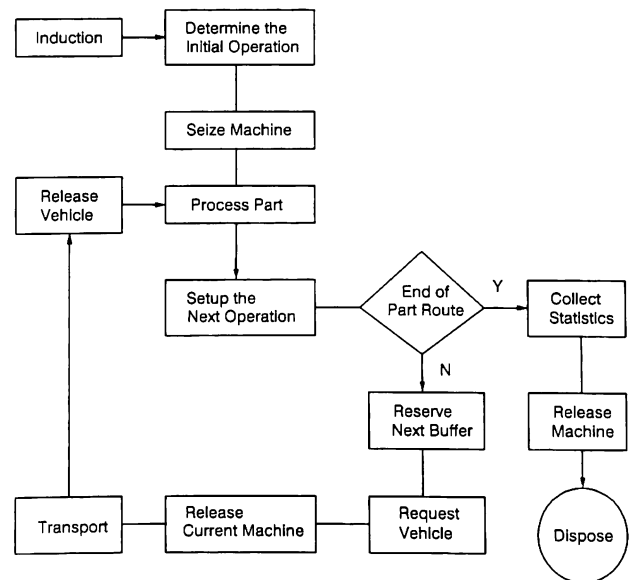 Induction
Determine the
Initial Operation
Seize Machine
Release
Vehicle
Process Part
Setup the
Next Operation
End of
Part Route
Y
Collect
Statistics
N
Reserve
Next Buffer
Release
Machine
Transport
Release
Current Machine
Request
Vehicle
Dispose